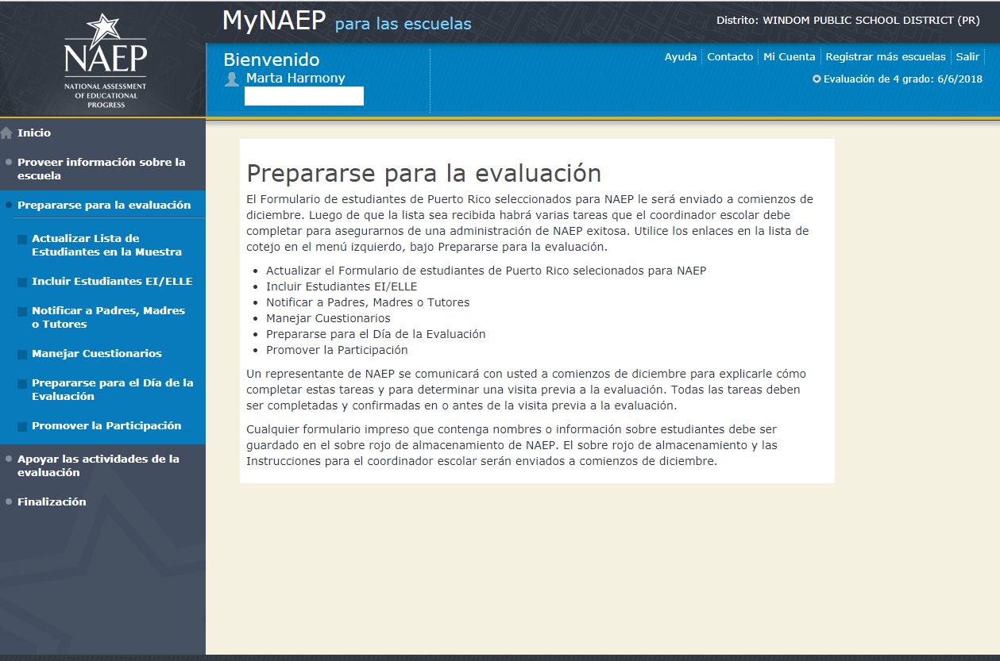 NAEP
NATIONAL ASSESSMENT
OF EDUCATIONAL
PROGRESS
MyNAEP para las escuelas
Distrito: WINDOM PUBLIC SCHOOL DISTRICT (PR)
Bienvenido
Marta Harmony
Ayuda Contacto Mi Cuenta Registrar más escuelas Salir
Evaluación de 4 grado: 6/6/2018
Inicio
Proveer información sobre la
escuela
Prepararse para la evaluación
Actualizar Lista de
Estudiantes en la Muestra
Incluir Estudiantes EI/ELLE
Notificar a Padres, Madres
o Tutores
Manejar Cuestionarios
Prepararse para el Día de la
Evaluación
Promover la Participación
Apoyar las actividades de la
evaluación
Finalización
Prepararse para la evaluación
El Formulario de estudiantes de Puerto Rico seleccionados para NAEP le será enviado a comienzos de
diciembre. Luego de que la lista sea recibida habrá varias tareas que el coordinador escolar debe
completar para asegurarnos de una administración de NAEP exitosa. Utilice los enlaces en la lista de
cotejo en el menú izquierdo, bajo Prepararse para la evaluación.
• Actualizar el Formulario de estudiantes de Puerto Rico selecionados para NAEP
• Incluir Estudiantes EI/ELLE
• Notificar a Padres, Madres o Tutores
• Manejar Cuestionarios
• Prepararse para el Día de la Evaluación
• Promover la Participación
Un representante de NAEP se comunicará con usted a comienzos de diciembre para explicarle cómo
completar estas tareas y para determinar una visita previa a la evaluación. Todas las tareas deben
ser completadas y confirmadas en o antes de la visita previa a la evaluación.
Cualquier formulario impreso que contenga nombres o información sobre estudiantes debe ser
guardado en el sobre rojo de almacenamiento de NAEP. El sobre rojo de almacenamiento y las
Instrucciones para el coordinador escolar serán enviados a comienzos de diciembre.